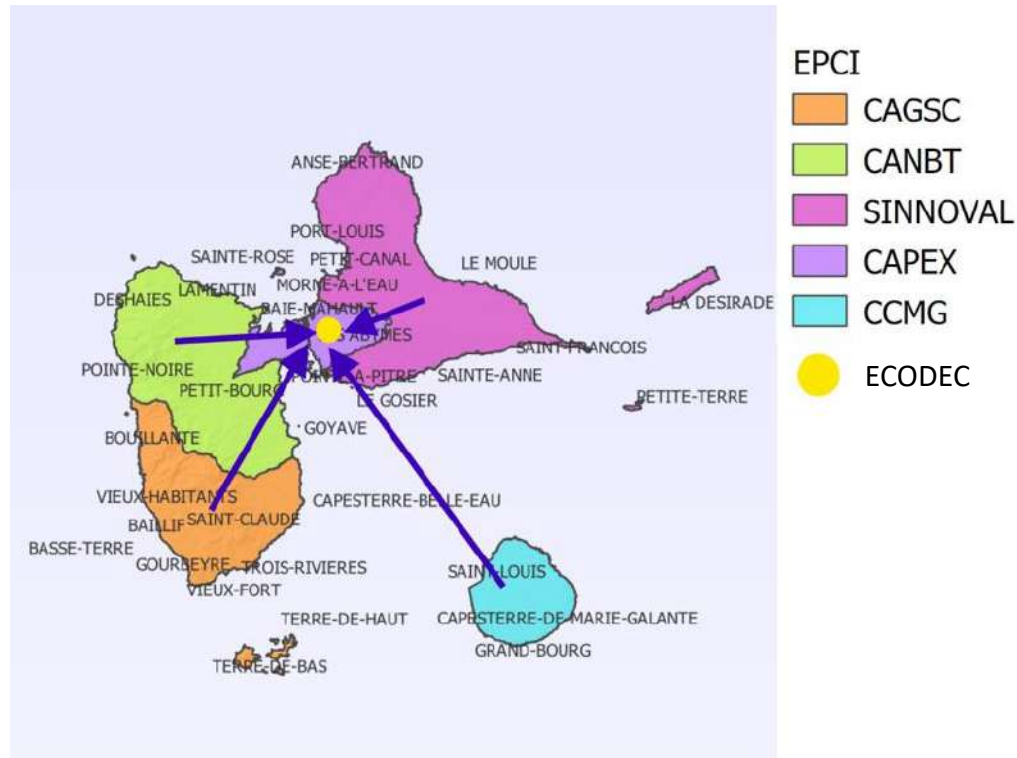 ANSE-BERTRAND
PORT-LOUIS
SAINTE-ROSE
PETIT-CANAL
LE MOULE
DESHAIES
LAMENTIN
MORNE-A-L'EAU
LA DESIRADE
BAIE-MAHAULT
ABYMES
SAINT-FRANCOIS
POINTE-NOIRE
PETIT-BOURG
POINTE-A-PITRE
SAINTE-ANNE
LE GOSIER
PETITE-TERRE
GOYAVE
BOUILLANTE
VIEUX-HABITANTS
CAPESTERRE-BELLE-EAU
BAILLIF
SAINT-CLAUDE
BASSE-TERRE
GOURBEYRE
TROIS-RIVIERES
SAINT-LOUIS
VIEUX-FORT
TERRE-DE-HAUT
CAPESTERRE-DE-MARIE-GALANTE
GRAND-BOURG
TERRE-DE-BAS
EPCI
CAGSC
CANBT
SINNOVAL
CAPEX
CCMG
ECODEC